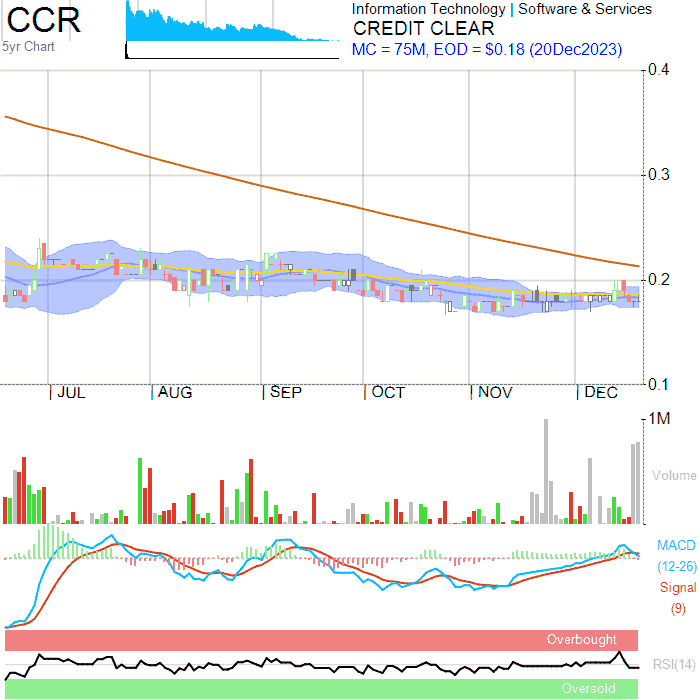 CCR
5yr Chart
Information Technology | Software & Services
CREDIT CLEAR
MC = 75M, EOD = $0.18 (20Dec2023)
0.4
0.3
0.2
0.1
JUL
AUG
SEP
OCT
NOV
DEC
1M
Volume
MACD
(12-26)
Signal
(9)
Overbought
RSI(14)
Oversold